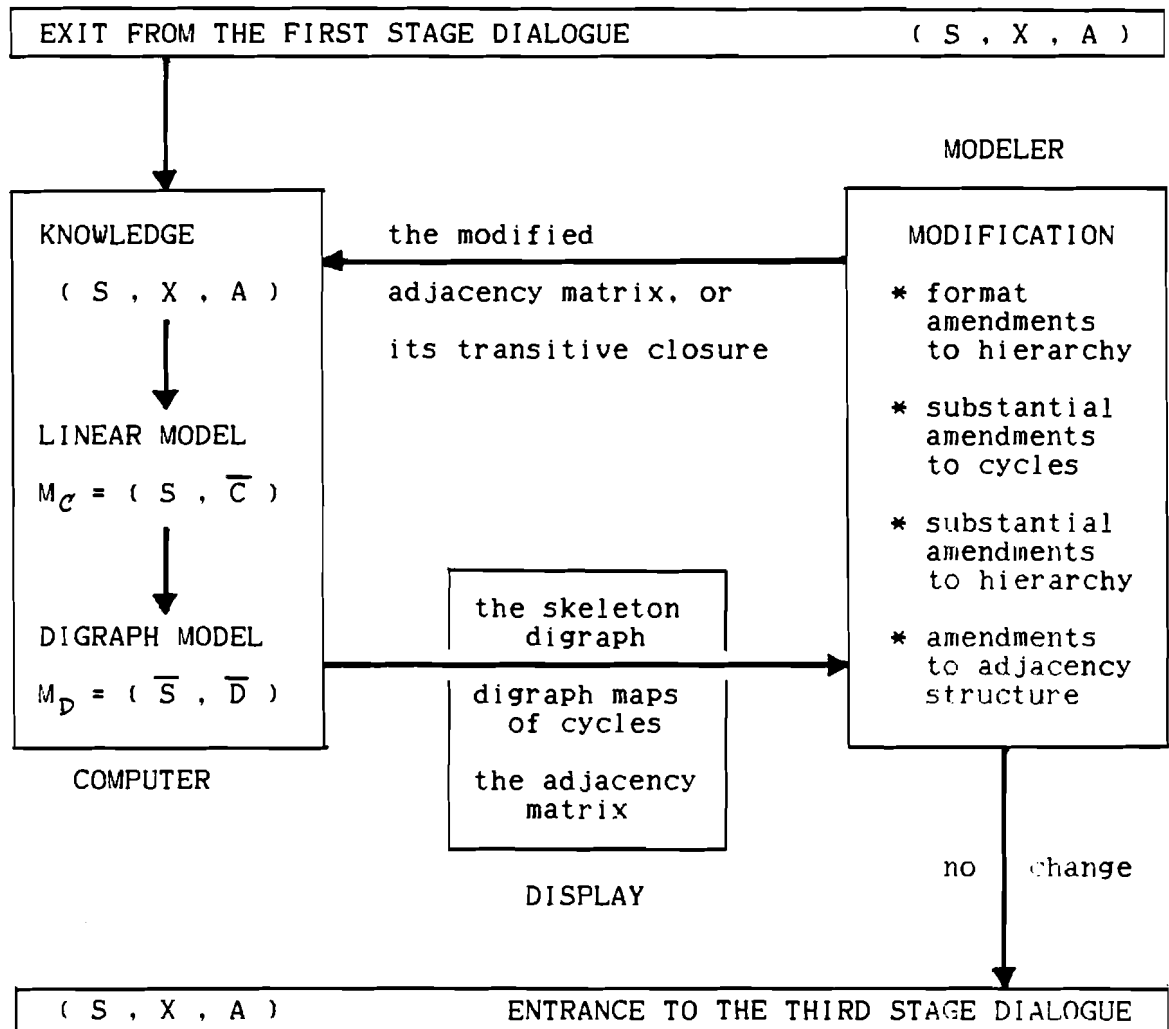 EXIT FROM THE FIRST STAGE DIALOGUE ( S , X , A )
MODELER
KNOWLEDGE
( S , X , A )
LINEAR MODEL
M𝒞 = ( S , C̅ )
DIGRAPH MODEL
M𝒟 = ( S̅ , D̅ )
COMPUTER
the modified
adjacency matrix, or
its transitive closure
MODIFICATION
* format
amendments
to hierarchy
* substantial
amendments
to cycles
* substantial
amendments
to hierarchy
* amendments
to adjacency
structure
the skeleton
digraph
digraph maps
of cycles
the adjacency
matrix
DISPLAY
no change
( S , X , A ) ENTRANCE TO THE THIRD STAGE DIALOGUE